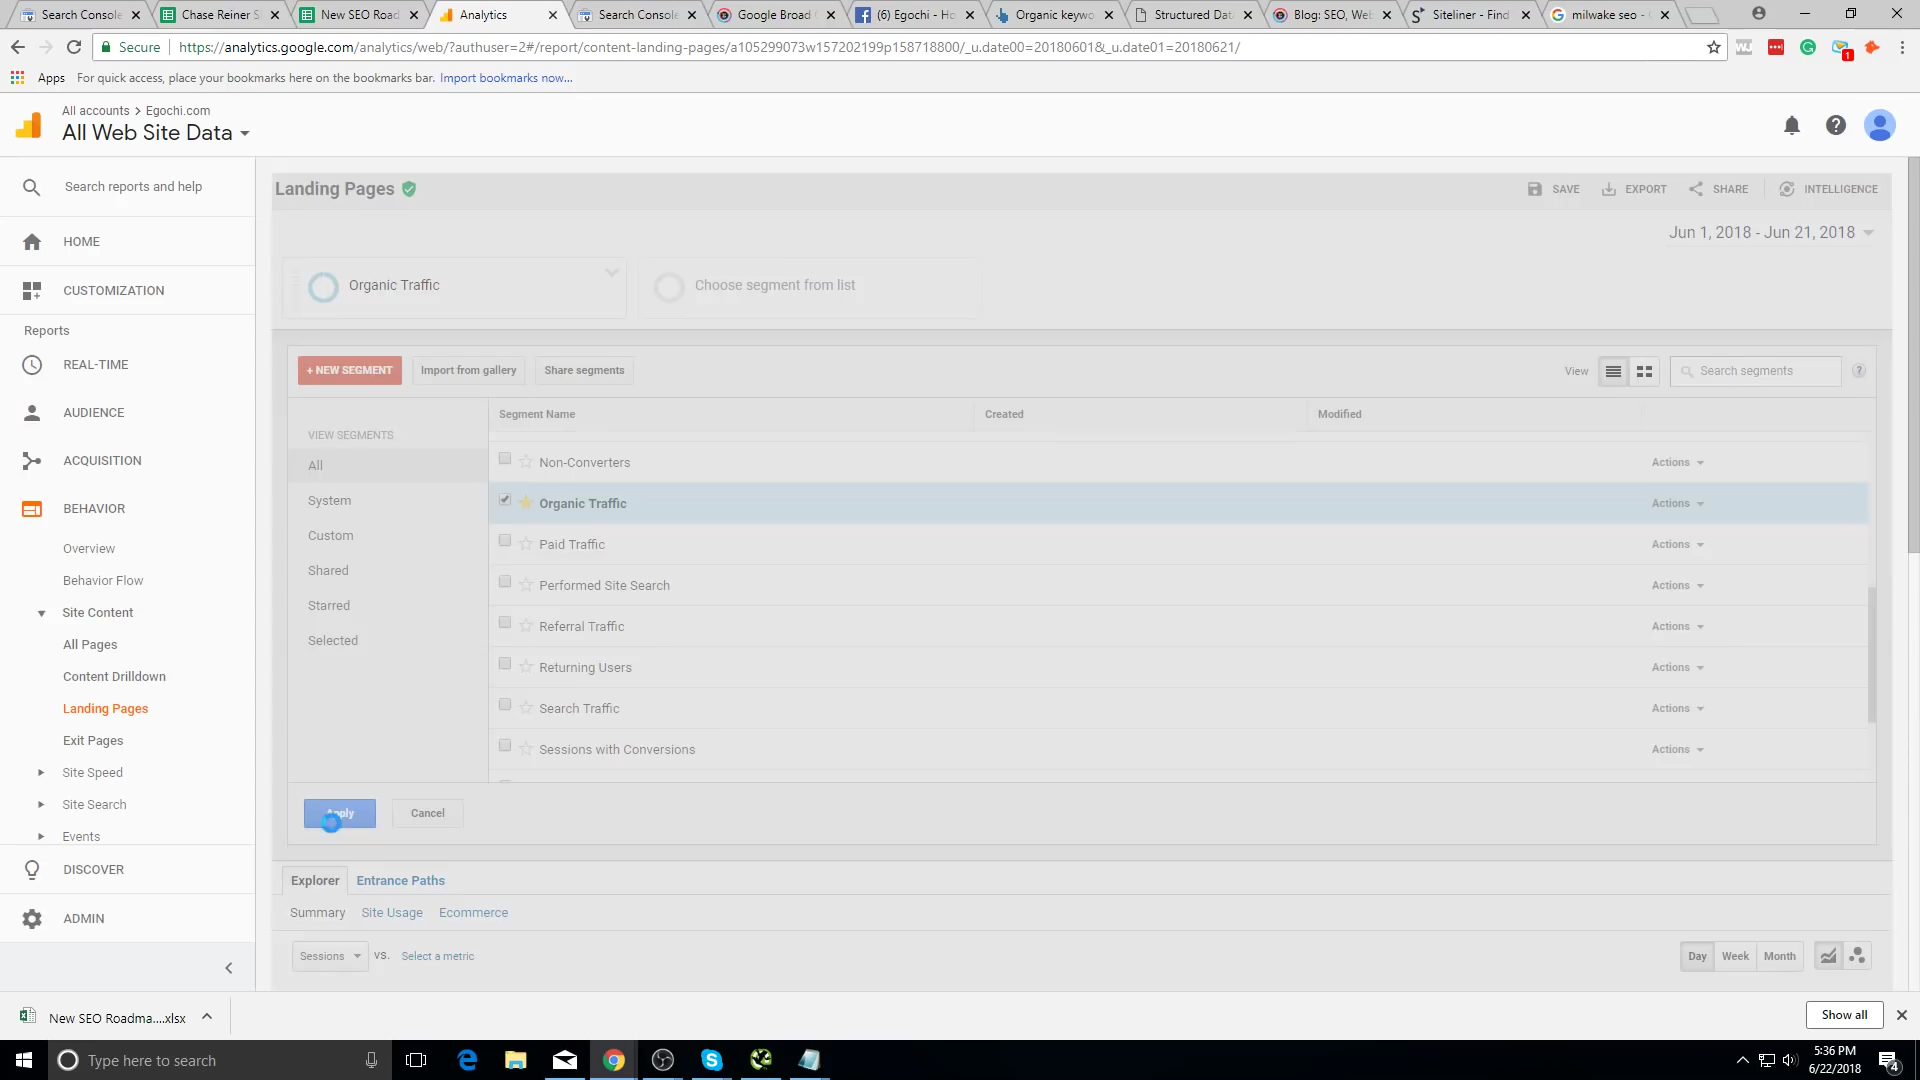 Search Console
Chase Reiner S
New SEO Road
Analytics
Search Console
Google Broad C
(6) Egochi - Ho
Organic keywo
Structured Dat
Blog: SEO, Web
Siteliner - Find
milwake seo - G
Secure
https://analytics.google.com/analytics/web/?authuser=2#/report/content-landing-pages/a105299073w157202199p158718800/_u.date00=20180601&_u.date01=20180621/
Apps
For quick access, place your bookmarks here on the bookmarks bar. Import bookmarks now...
All accounts > Egochi.com
All Web Site Data
Search reports and help
HOME
CUSTOMIZATION
Reports
REAL-TIME
AUDIENCE
ACQUISITION
BEHAVIOR
Overview
Behavior Flow
Site Content
All Pages
Content Drilldown
Landing Pages
Exit Pages
Site Speed
Site Search
Events
DISCOVER
ADMIN
Landing Pages
SAVE
EXPORT
SHARE
INTELLIGENCE
Jun 1, 2018 - Jun 21, 2018
Organic Traffic
Choose segment from list
+ NEW SEGMENT
Import from gallery
Share segments
View
Search segments
?
VIEW SEGMENTS
All
System
Custom
Shared
Starred
Selected
Segment Name
Created
Modified
Non-Converters
Actions
Organic Traffic
Actions
Paid Traffic
Actions
Performed Site Search
Actions
Referral Traffic
Actions
Returning Users
Actions
Search Traffic
Actions
Sessions with Conversions
Actions
Apply
Cancel
Explorer
Entrance Paths
Summary
Site Usage
Ecommerce
Sessions
VS.
Select a metric
Day
Week
Month
New SEO Roadma....xlsx
Show all
Type here to search
5:36 PM
6/22/2018
4